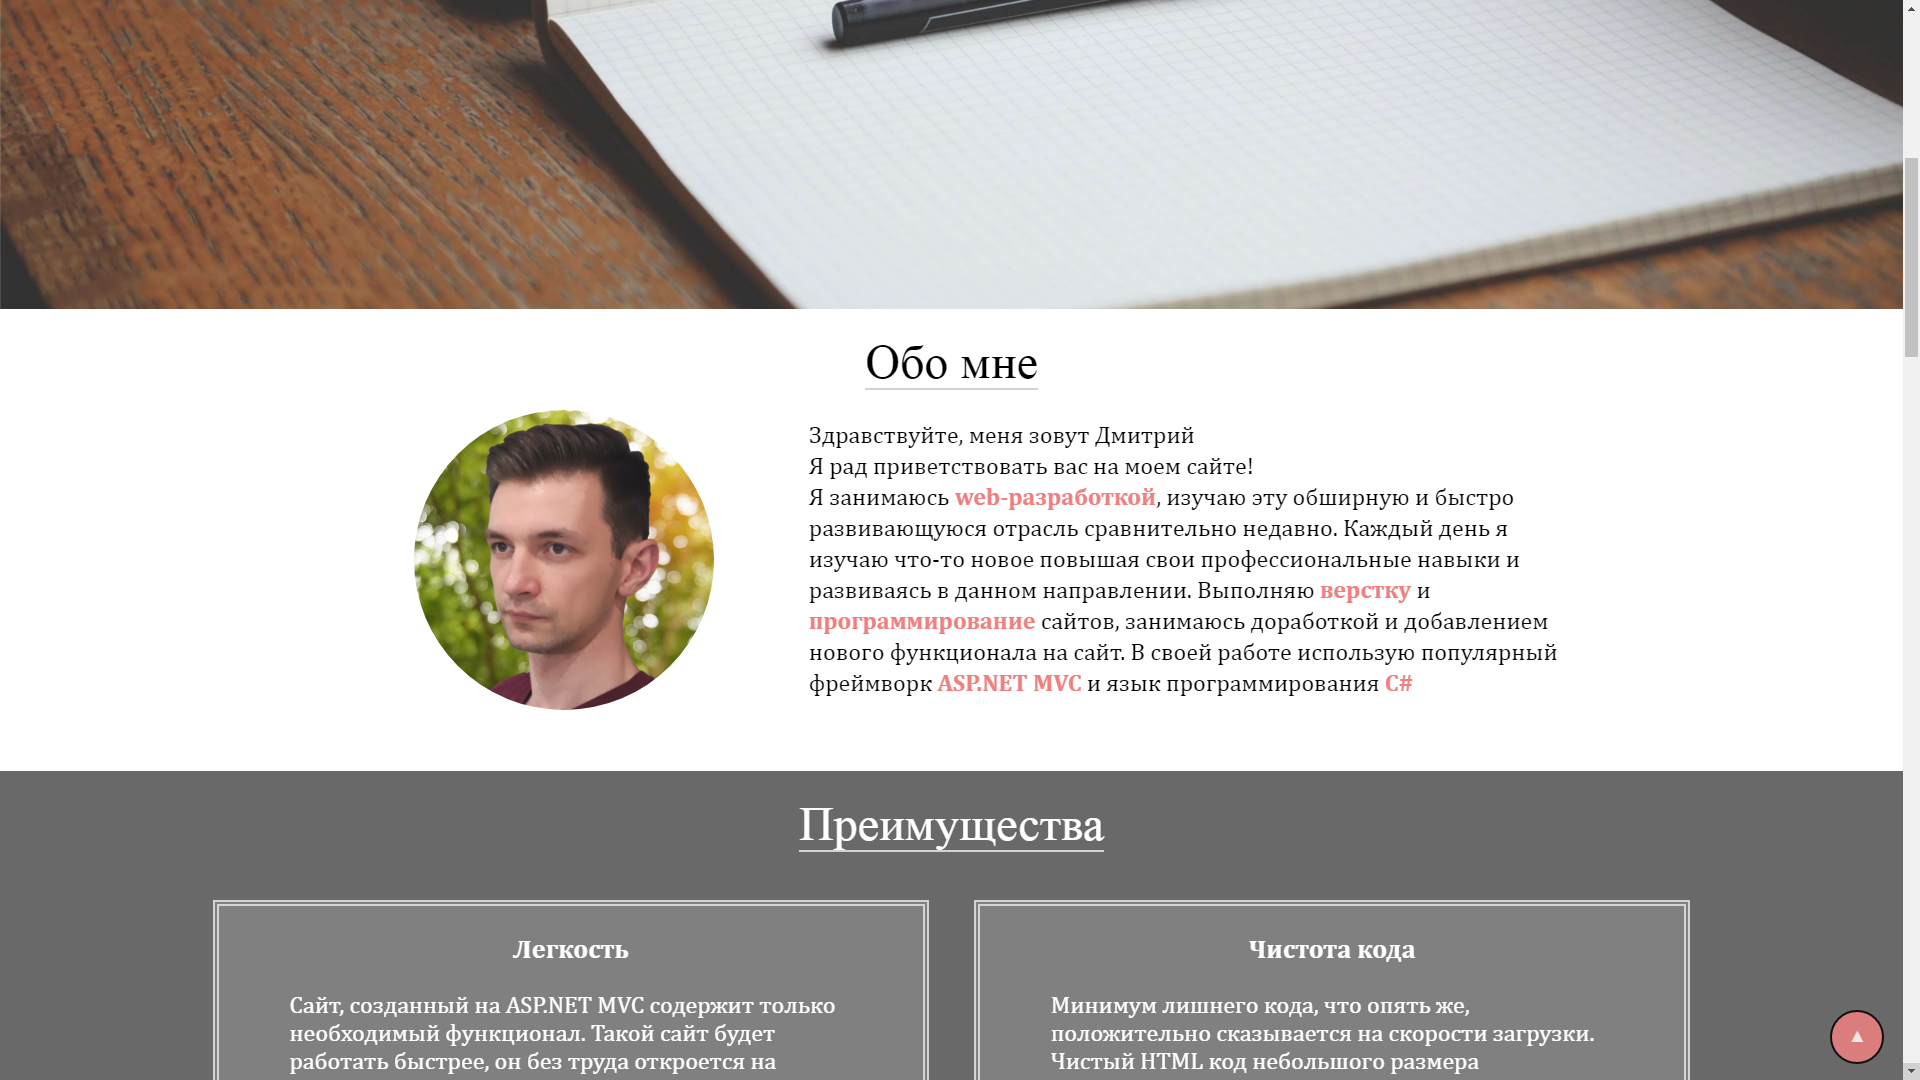 Обо мне
Здравствуйте, меня зовут Дмитрий
Я рад приветствовать вас на моем сайте!
Я занимаюсь web-разработкой, изучаю эту обширную и быстро
развивающуюся отрасль сравнительно недавно. Каждый день я
изучаю что-то новое повышая свои профессиональные навыки и
развиваясь в данном направлении. Выполняю верстку и
программирование сайтов, занимаюсь доработкой и добавлением
нового функционала на сайт. В своей работе использую популярный
фреймворк ASP.NET MVC и язык программирования C#
Преимущества
Легкость
Сайт, созданный на ASP.NET MVC содержит только
необходимый функционал. Такой сайт будет
работать быстрее, он без труда откроется на
Чистота кода
Минимум лишнего кода, что опять же,
положительно сказывается на скорости загрузки.
Чистый HTML код небольшого размера
▲